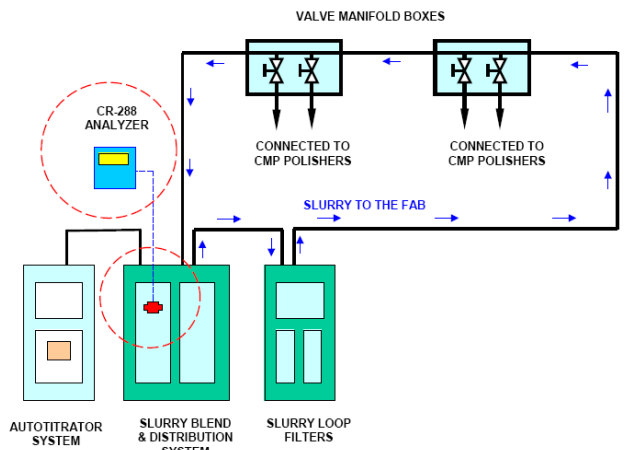 VALVE MANIFOLD BOXES
CR-288
ANALYZER
CONNECTED TO
CMP POLISHERS
CONNECTED TO
CMP POLISHERS
SLURRY TO THE FAB
AUTOTITRATOR
SYSTEM
SLURRY BLEND
& DISTRIBUTION
SYSTEM
SLURRY LOOP
FILTERS